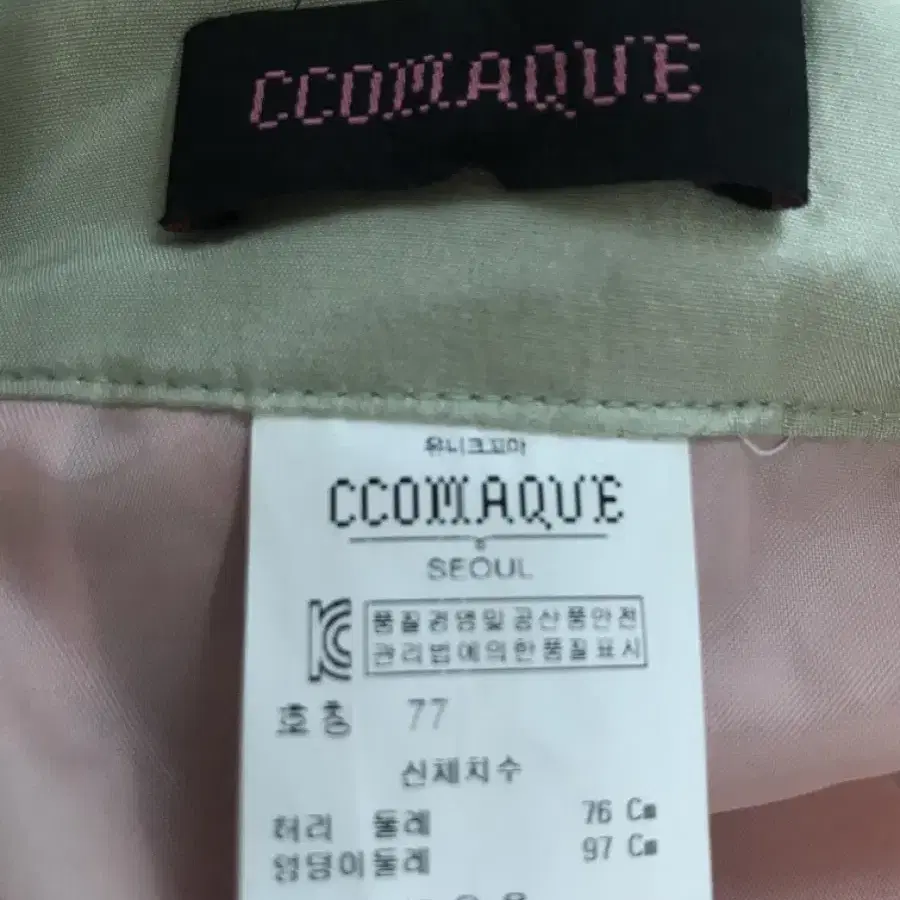 CCOMAQUE
유니크꼬마
CCOMAQUE
SEOUL
품질경영및공산품안전
관리법에의한품질표시
호칭 77
신체치수
허리 둘레 76 Cm
엉덩이둘레 97 Cm